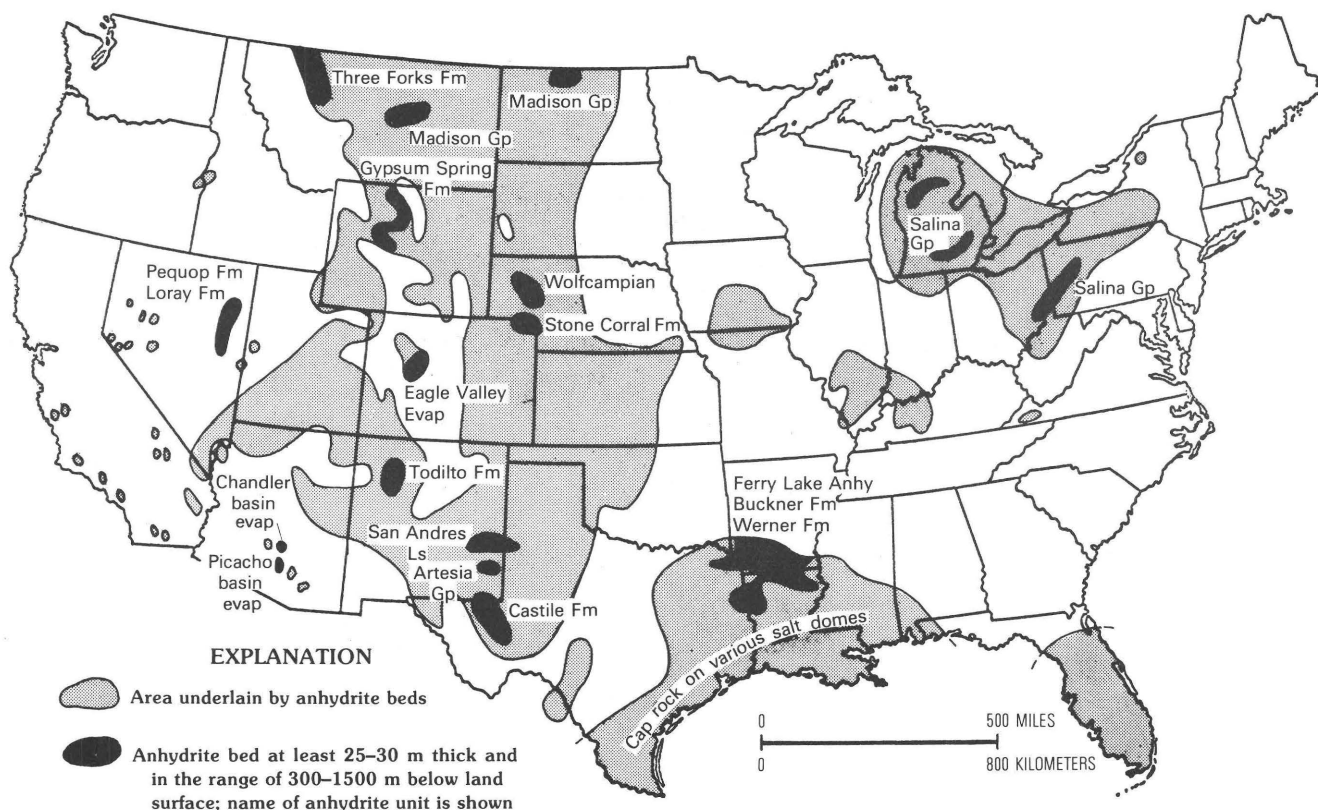 Three Forks Fm
Madison Gp
Madison Gp
Gypsum Spring
Fm
Salina
Gp
Pequop Fm
Loray Fm
Wolfcampian
Salina Gp
Stone Corral Fm
Eagle Valley
Evap
Chandler
basin
evap
Todilto Fm
Ferry Lake Anhy
Buckner Fm
Werner Fm
San Andres
Ls
Artesia
Gp
Picacho
basin
evap
Castile Fm
Cap rock on various salt domes
EXPLANATION
Area underlain by anhydrite beds
Anhydrite bed at least 25–30 m thick and
in the range of 300–1500 m below land
surface; name of anhydrite unit is shown
0 500 MILES
0 800 KILOMETERS